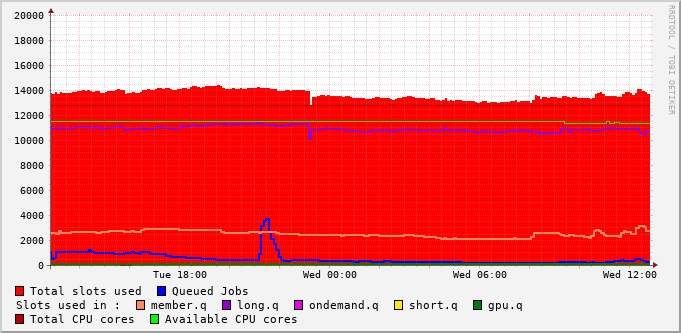 RRDTOOL / TOBI OETIKER
20000
18000
16000
14000
12000
10000
8000
6000
4000
2000
0
Tue 18:00 Wed 00:00 Wed 06:00 Wed 12:00
Total slots used Queued Jobs
Slots used in : member.q long.q ondemand.q short.q gpu.q
Total CPU cores Available CPU cores